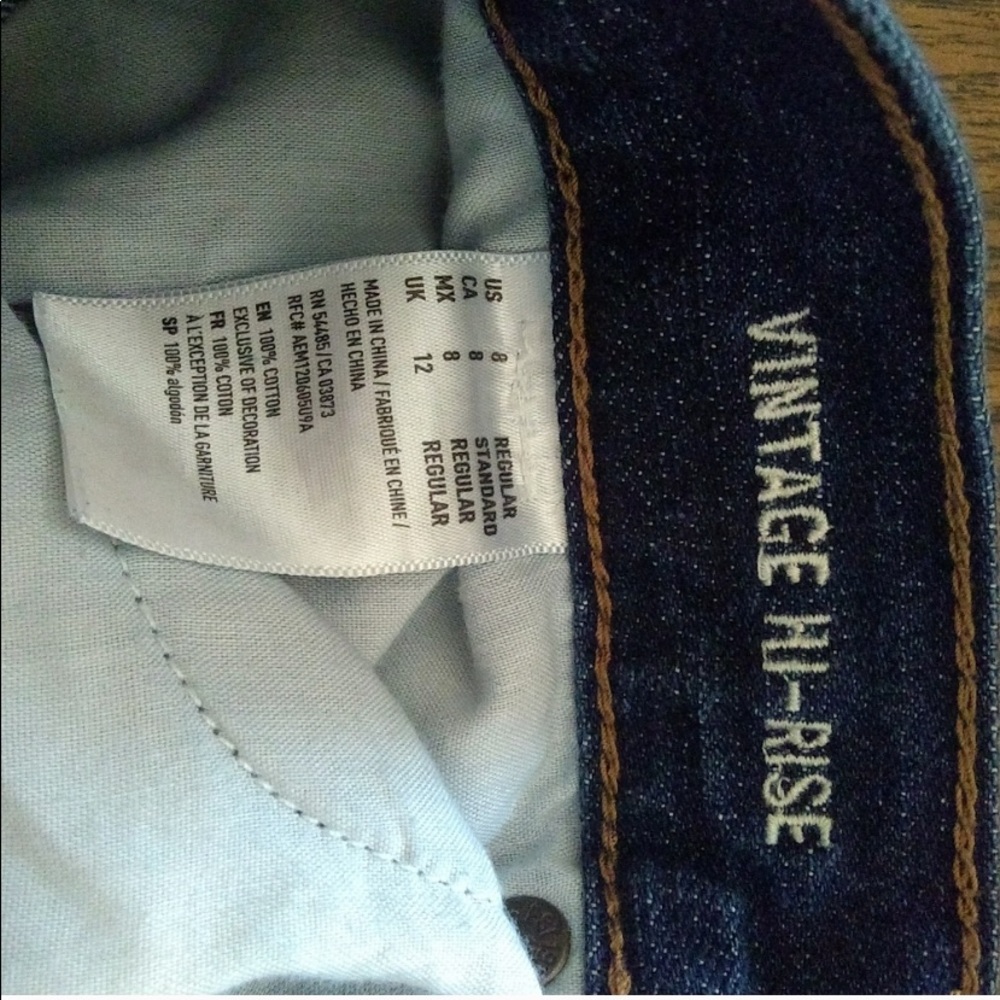 VINTAGE HI-RISE
US 8 REGULAR
CA 8 STANDARD
MX 8 REGULAR
UK 12 REGULAR
MADE IN CHINA / FABRIQUÉ EN CHINE /
HECHO EN CHINA
RN 54485 / CA 03873
RFC# AEM120605U9A
EN 100% COTTON
EXCLUSIVE OF DECORATION
FR 100% COTON
À L'EXCEPTION DE LA GARNITURE
SP 100% algodón